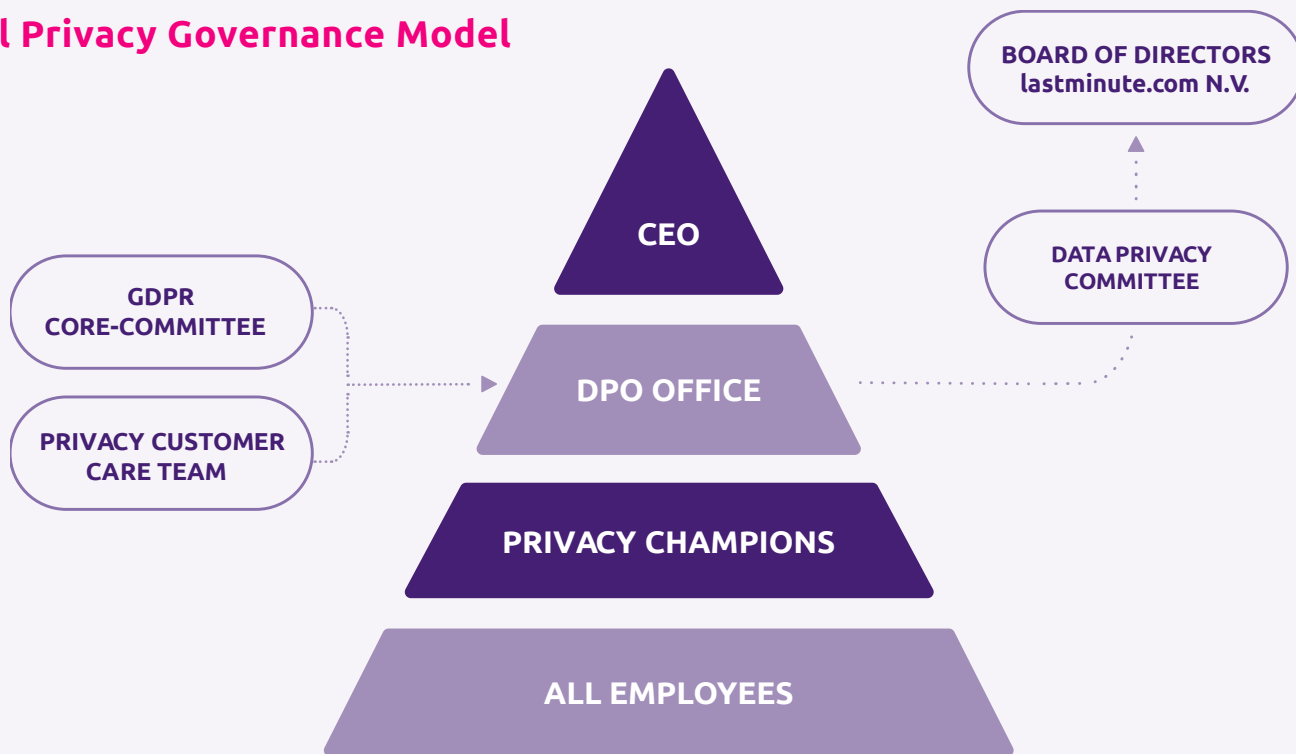 l Privacy Governance Model
BOARD OF DIRECTORS
lastminute.com N.V.
CEO
DATA PRIVACY
COMMITTEE
GDPR
CORE-COMMITTEE
DPO OFFICE
PRIVACY CUSTOMER
CARE TEAM
PRIVACY CHAMPIONS
ALL EMPLOYEES